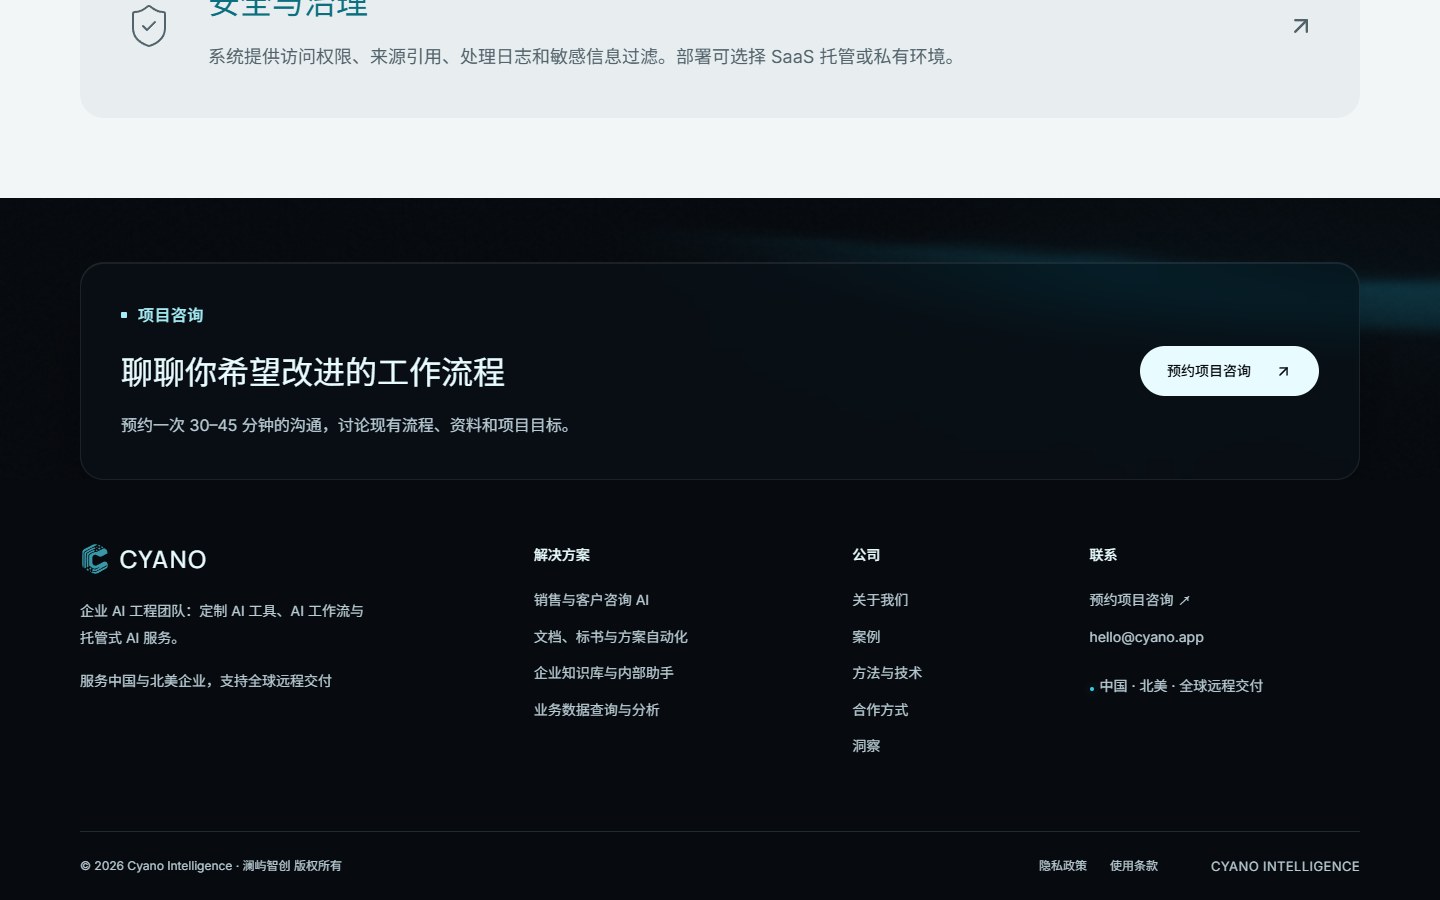 安全与治理
系统提供访问权限、来源引用、处理日志和敏感信息过滤。部署可选择 SaaS 托管或私有环境。
项目咨询
聊聊你希望改进的工作流程
预约一次 30–45 分钟的沟通，讨论现有流程、资料和项目目标。
预约项目咨询
CYANO
企业 AI 工程团队：定制 AI 工具、AI 工作流与
托管式 AI 服务。
服务中国与北美企业，支持全球远程交付
解决方案
销售与客户咨询 AI
文档、标书与方案自动化
企业知识库与内部助手
业务数据查询与分析
公司
关于我们
案例
方法与技术
合作方式
洞察
联系
预约项目咨询 ↗
hello@cyano.app
中国 · 北美 · 全球远程交付
© 2026 Cyano Intelligence · 澜屿智创 版权所有
隐私政策
使用条款
CYANO INTELLIGENCE